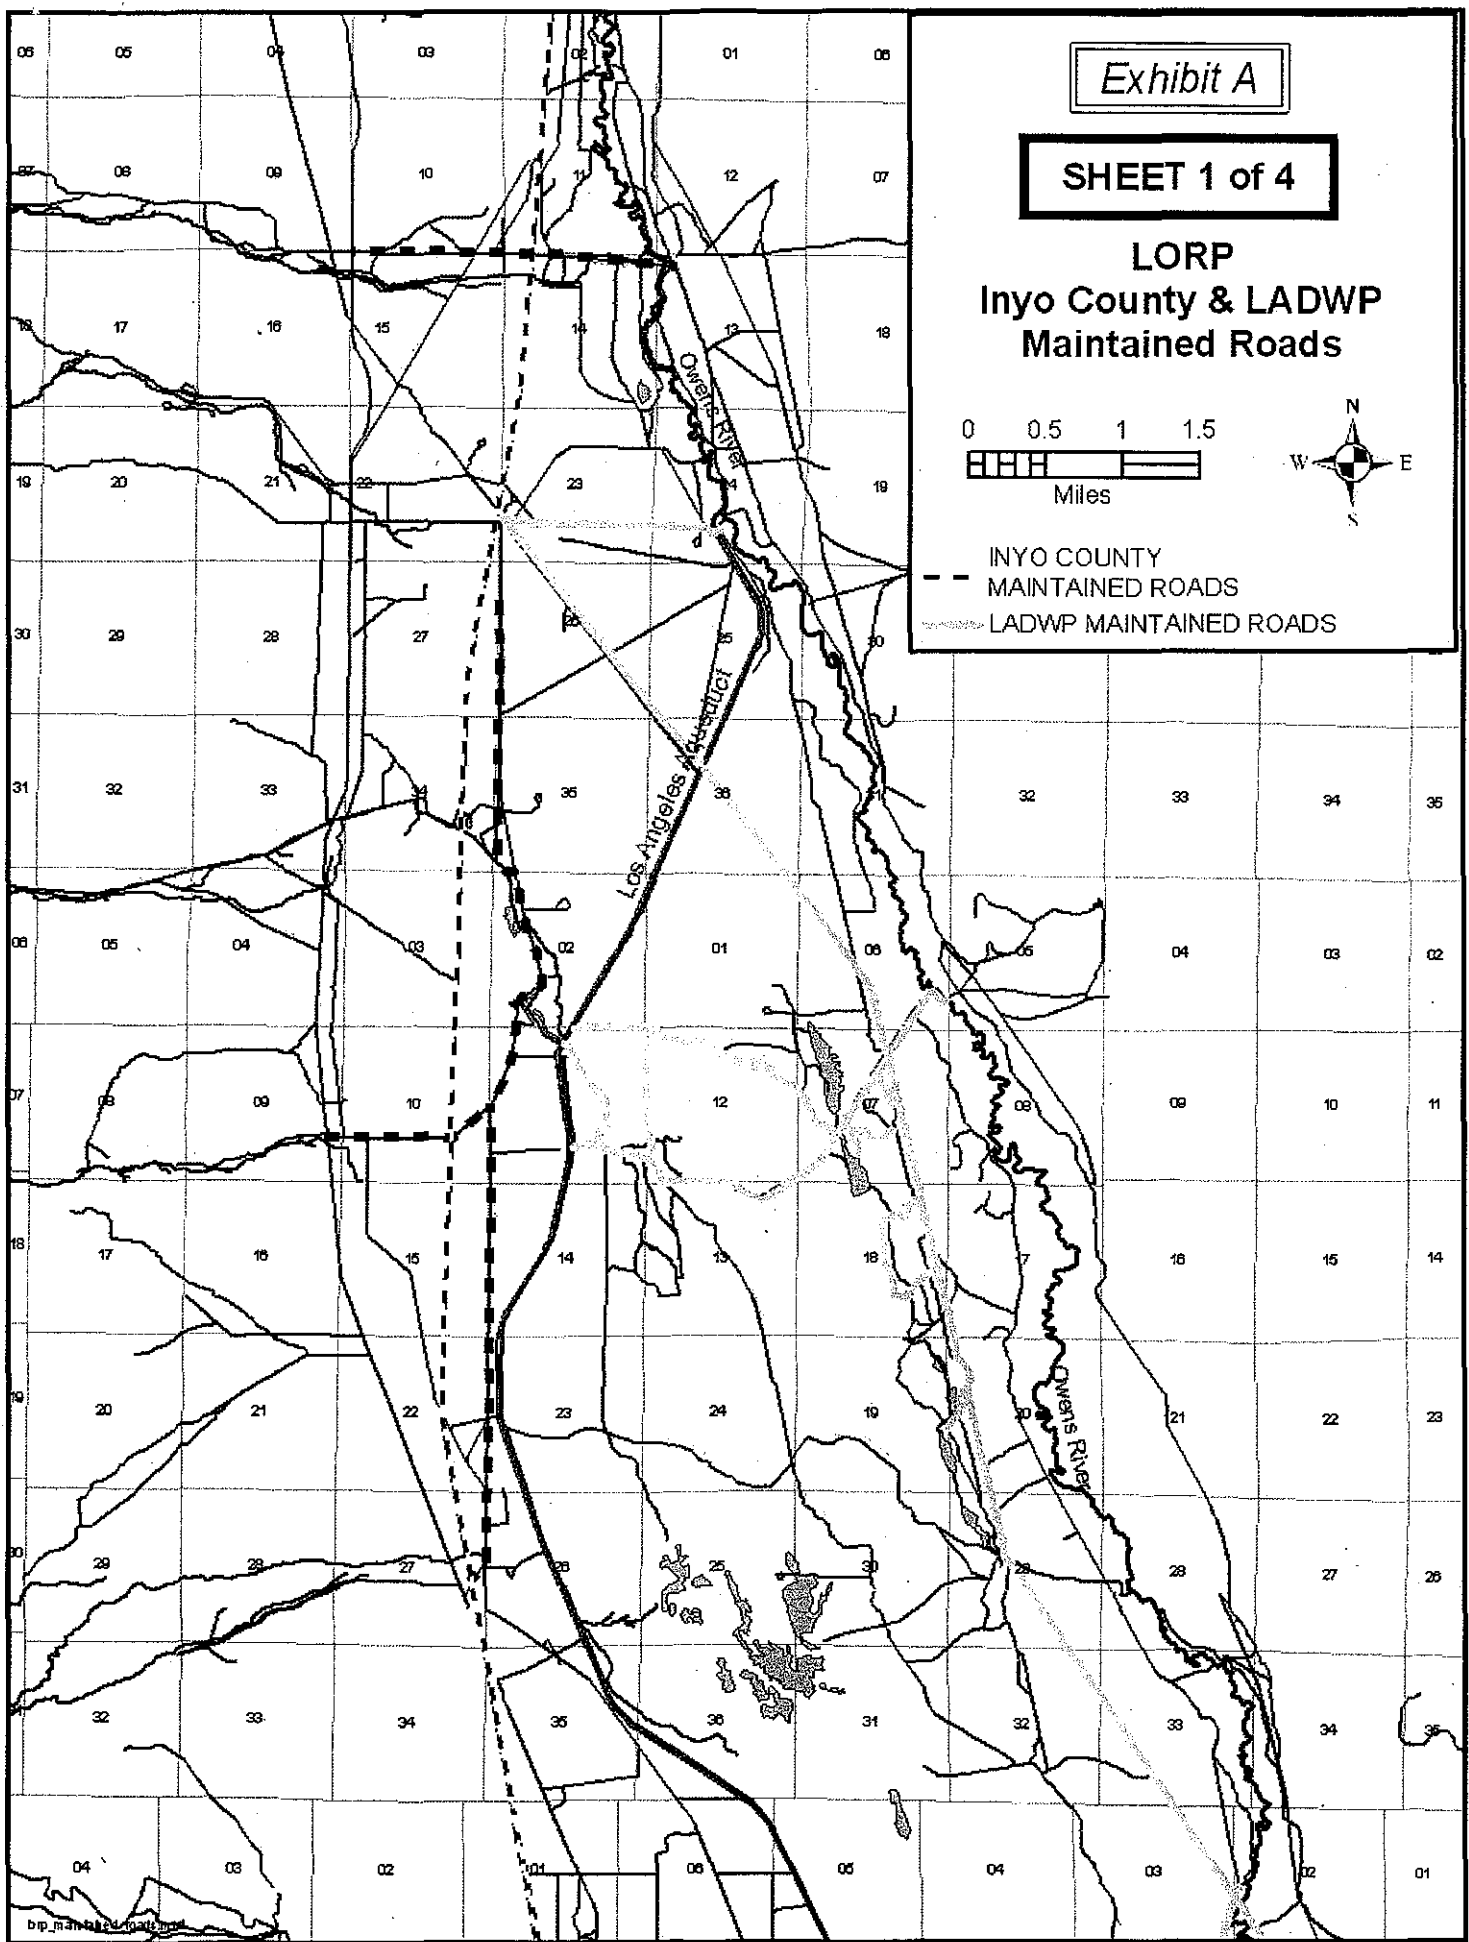 Exhibit A
SHEET 1 of 4
LORP
Inyo County & LADWP
Maintained Roads
0 0.5 1 1.5
Miles
N
W E
S
INYO COUNTY
MAINTAINED ROADS
LADWP MAINTAINED ROADS
06 05 04 03 02 01 06
07 08 09 10 11 12 07
18 17 16 15 14 13 18
Owens River
19 20 21 22 23 24 19
d
30 29 28 27 26 25 30
Los Angeles Aqueduct
31 32 33 34 35 36 31 32 33 34 35
06 05 04 03 02 01 06 05 04 03 02
07 08 09 10 12 07 08 09 10 11
18 17 16 15 14 13 18 17 16 15 14
Owens River
19 20 21 22 23 24 19 20 21 22 23
30 29 28 27 26 25 30 29 28 27 26
32 33 34 35 36 31 32 33 34 35
04 03 02 01 06 05 04 03 02 01